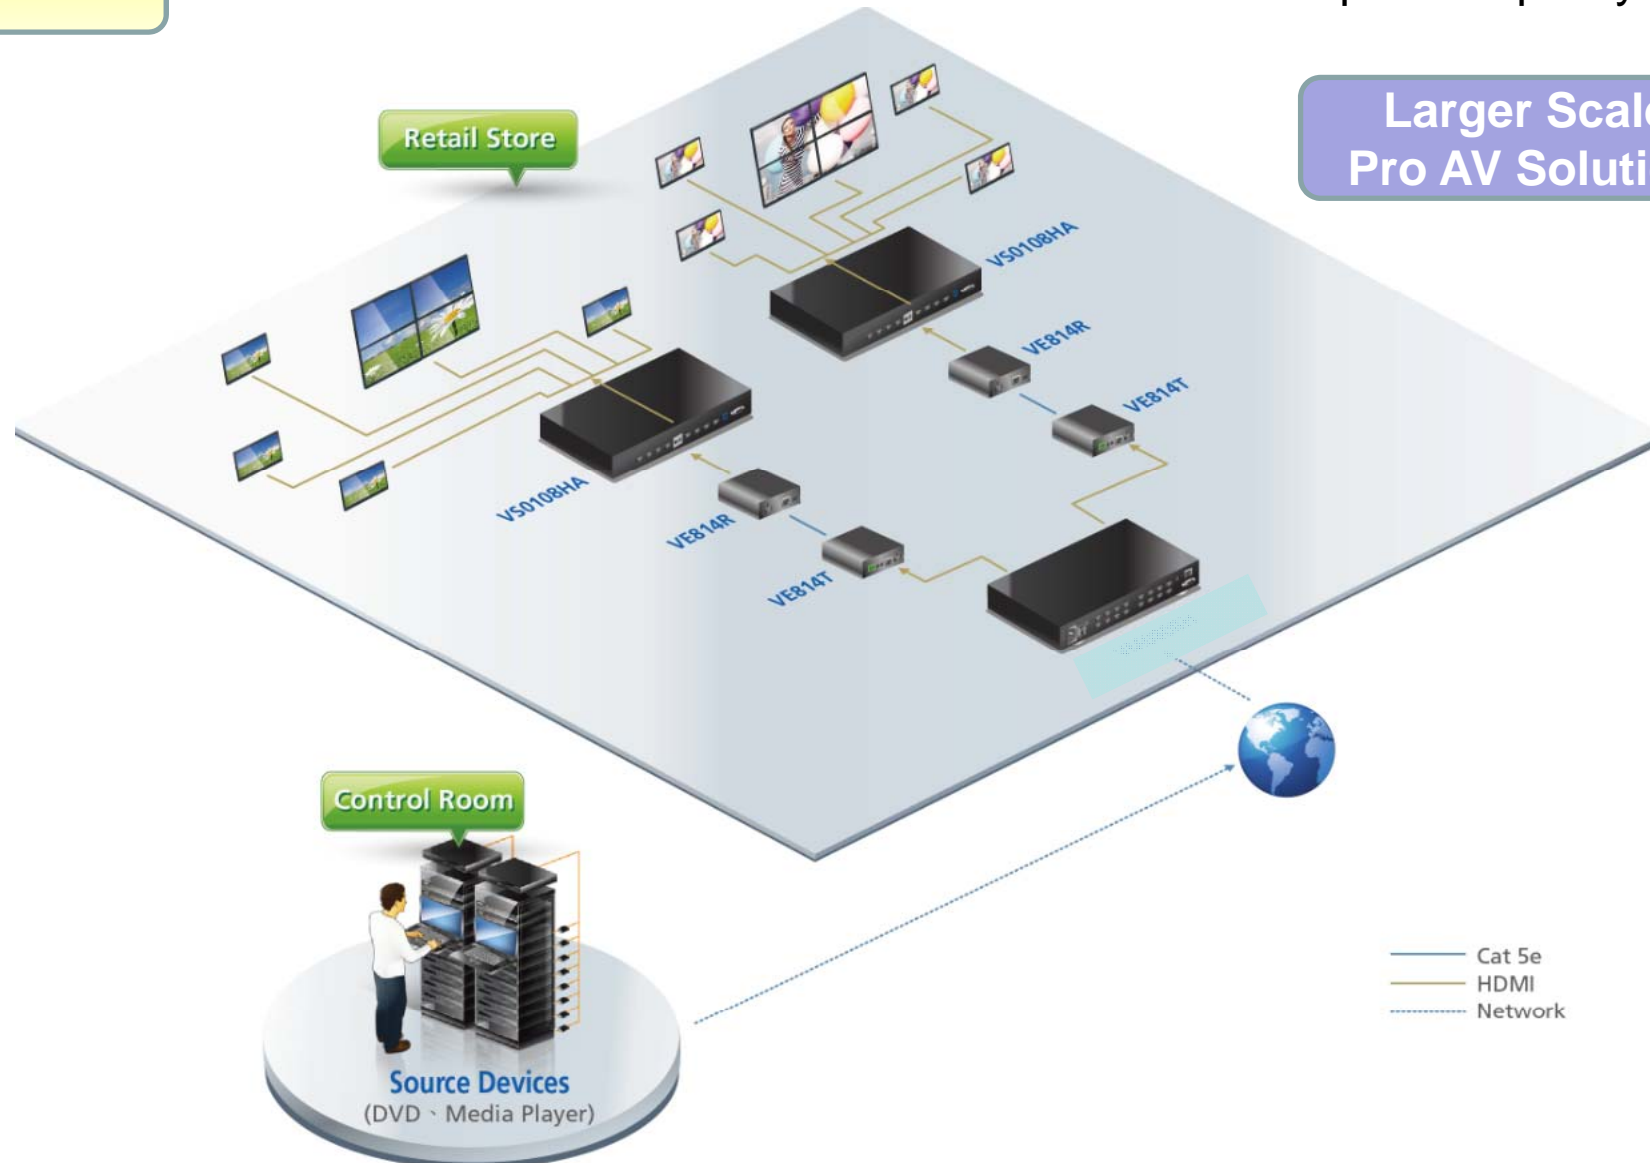 Larger Scale
Pro AV Soluti
Retail Store
VS0108HA
VE814R
VE814T
VS0108HA
VE814R
VE814T
Control Room
Source Devices
(DVD、Media Player)
Cat 5e
HDMI
Network